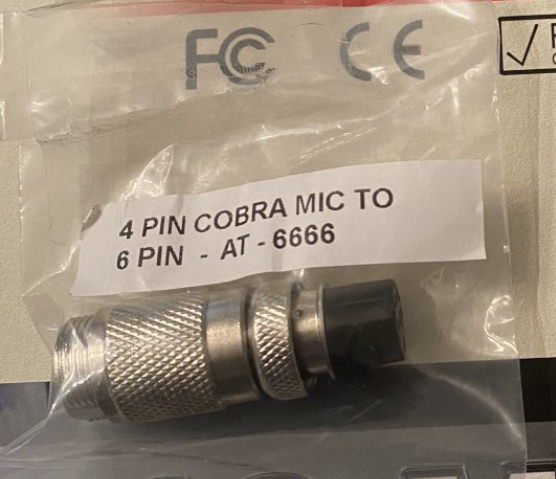 FC CE
4 PIN COBRA MIC TO
6 PIN - AT - 6666